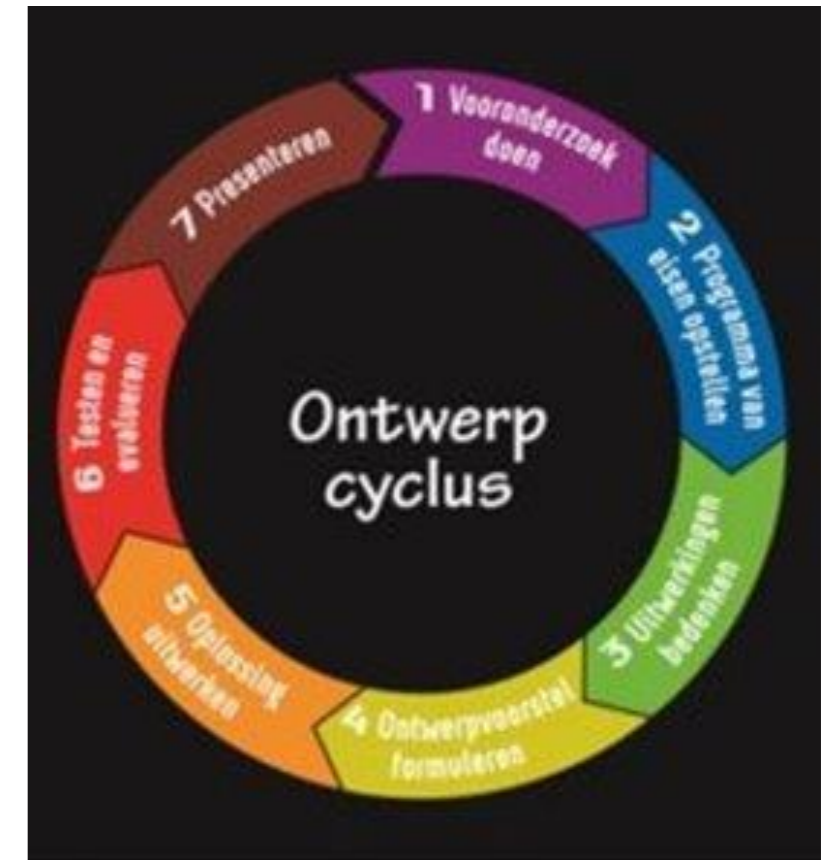 Ontwerp
cyclus
1 Vooronderzoek
doen
2 Programma van
eisen opstellen
3 Uitwerkingen
bedenken
4 Ontwerpvoorstel
formuleren
5 Oplossing
uitwerken
6 Testen en
evalueren
7 Presenteren